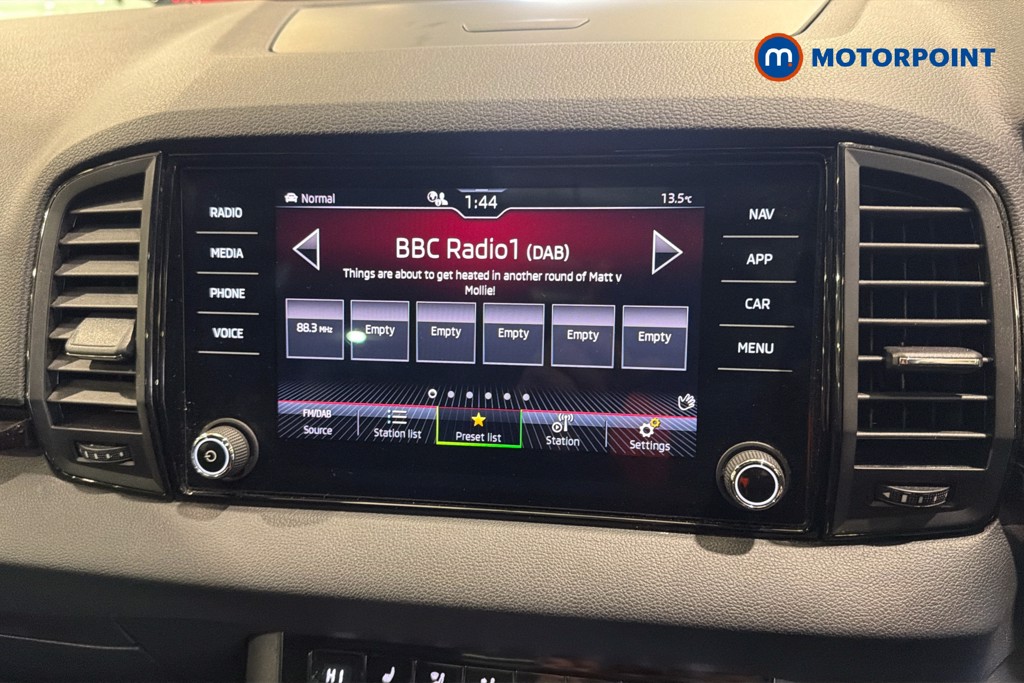 m MOTORPOINT
RADIO
MEDIA
PHONE
VOICE
Normal
1:44
13.5°C
BBC Radio1 (DAB)
Things are about to get heated in another round of Matt v
Mollie!
88.3 MHz
Empty
Empty
Empty
Empty
Empty
FM/DAB
Source
Station list
Preset list
Station
Settings
NAV
APP
CAR
MENU
HI